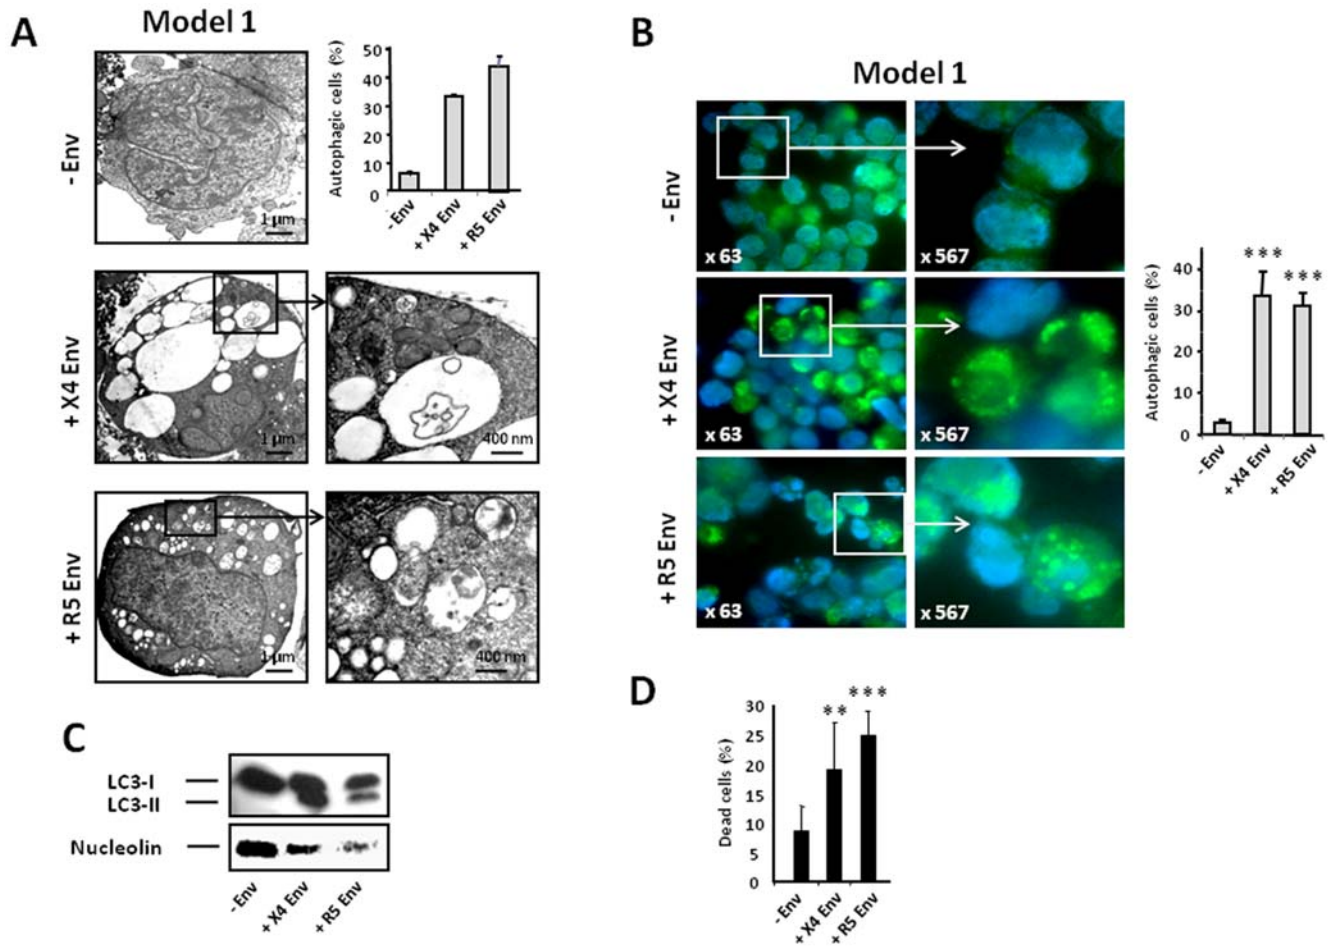 A
Model 1
- Env
1 µm
Autophagic cells (%)
50
40
30
20
10
0
- Env
+ X4 Env
+ R5 Env
+ X4 Env
1 µm
400 nm
+ R5 Env
1 µm
400 nm
B
Model 1
- Env
x 63
x 567
+ X4 Env
x 63
x 567
+ R5 Env
x 63
x 567
Autophagic cells (%)
40
30
20
10
0
***
***
- Env
+ X4 Env
+ R5 Env
C
LC3-I
LC3-II
Nucleolin
- Env
+ X4 Env
+ R5 Env
D
Dead cells (%)
30
25
20
15
10
5
0
**
***
- Env
+ X4 Env
+ R5 Env